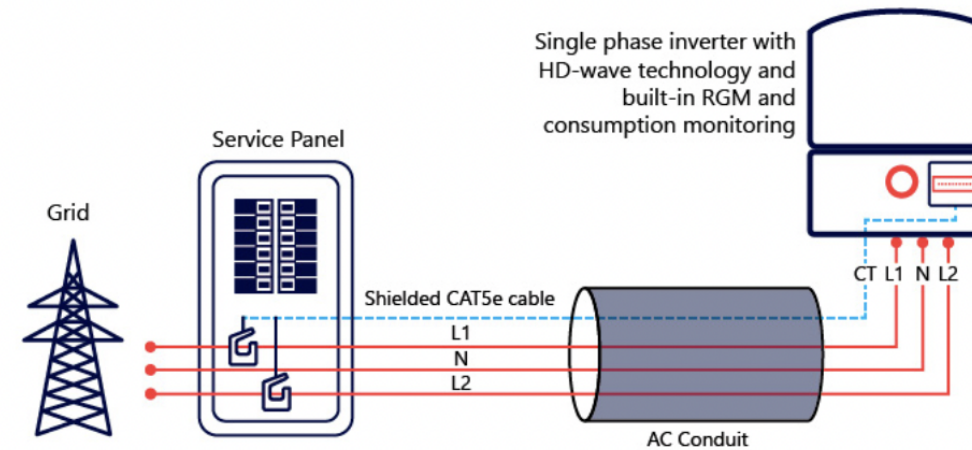 Single phase inverter with
HD-wave technology and
built-in RGM and
consumption monitoring
Service Panel
Grid
CT L1 N L2
Shielded CAT5e cable
L1
N
L2
AC Conduit